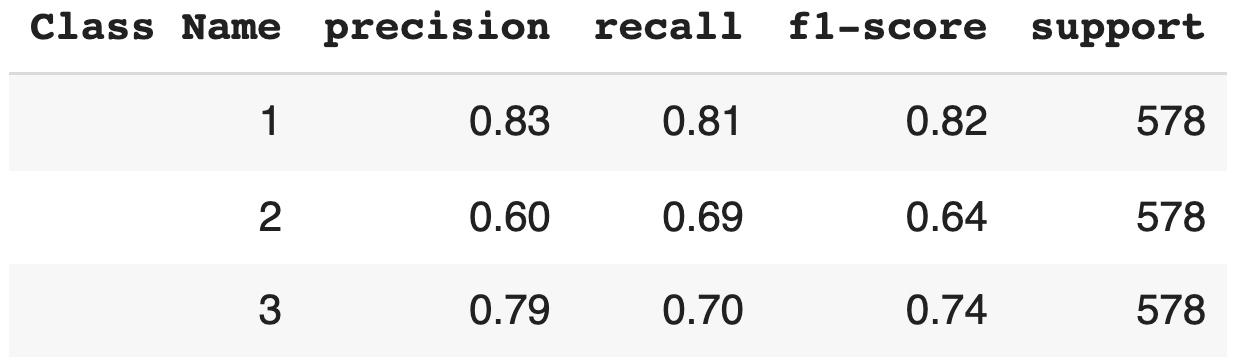 Class Name precision recall f1-score support
1 0.83 0.81 0.82 578
2 0.60 0.69 0.64 578
3 0.79 0.70 0.74 578